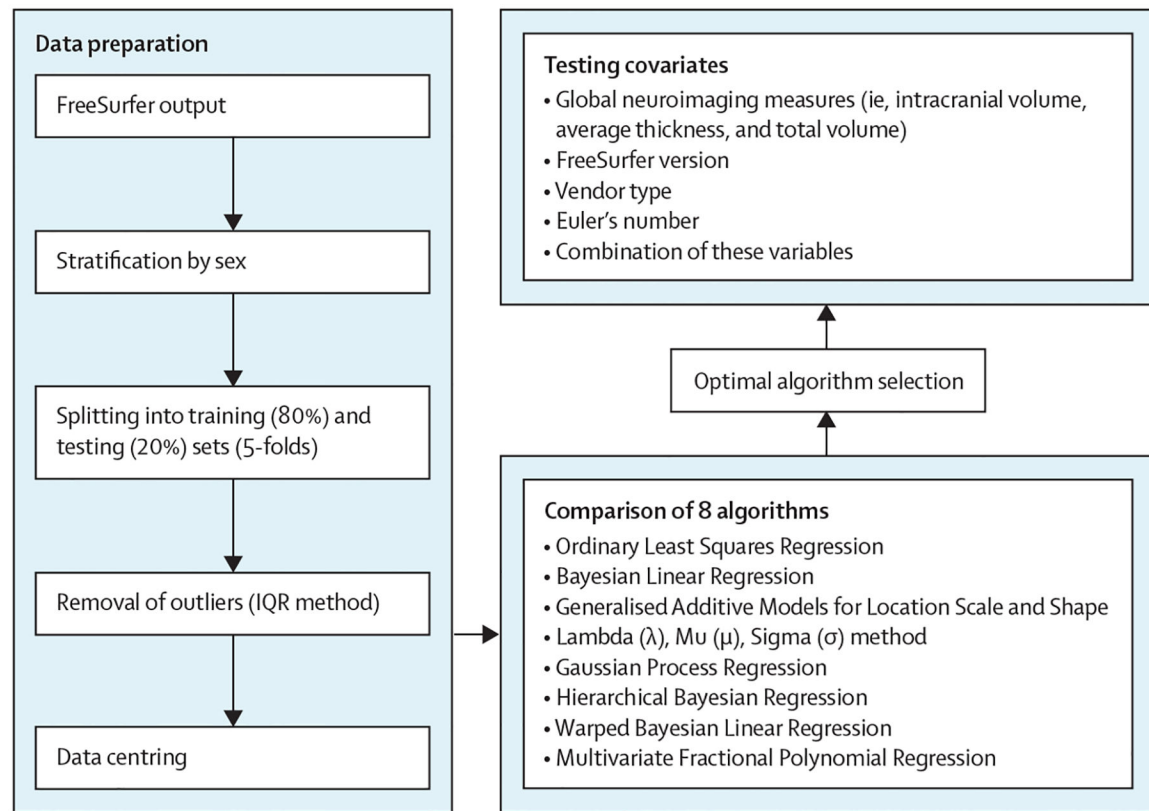 Data preparation
FreeSurfer output
Stratification by sex
Splitting into training (80%) and
testing (20%) sets (5-folds)
Removal of outliers (IQR method)
Data centring
Comparison of 8 algorithms
• Ordinary Least Squares Regression
• Bayesian Linear Regression
• Generalised Additive Models for Location Scale and Shape
• Lambda (λ), Mu (μ), Sigma (σ) method
• Gaussian Process Regression
• Hierarchical Bayesian Regression
• Warped Bayesian Linear Regression
• Multivariate Fractional Polynomial Regression
Optimal algorithm selection
Testing covariates
• Global neuroimaging measures (ie, intracranial volume,
average thickness, and total volume)
• FreeSurfer version
• Vendor type
• Euler’s number
• Combination of these variables